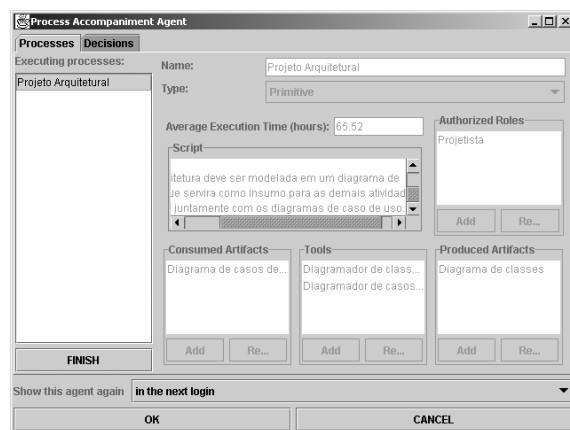 Process Accompaniment Agent
Processes Decisions
Executing processes:
Projeto Arquitetural
FINISH
Name: Projeto Arquitetural
Type: Primitive
Average Execution Time (hours): 65.52
Script
itetura deve ser modelada em um diagrama de
ue servira como insumo para as demais atividad
juntamente com os diagramas de caso de uso.
Authorized Roles
Projetista
Add Re...
Consumed Artifacts
Diagrama de casos de...
Add Re...
Tools
Diagramador de class...
Diagramador de casos...
Add Re...
Produced Artifacts
Diagrama de classes
Add Re...
Show this agent again in the next login
OK CANCEL